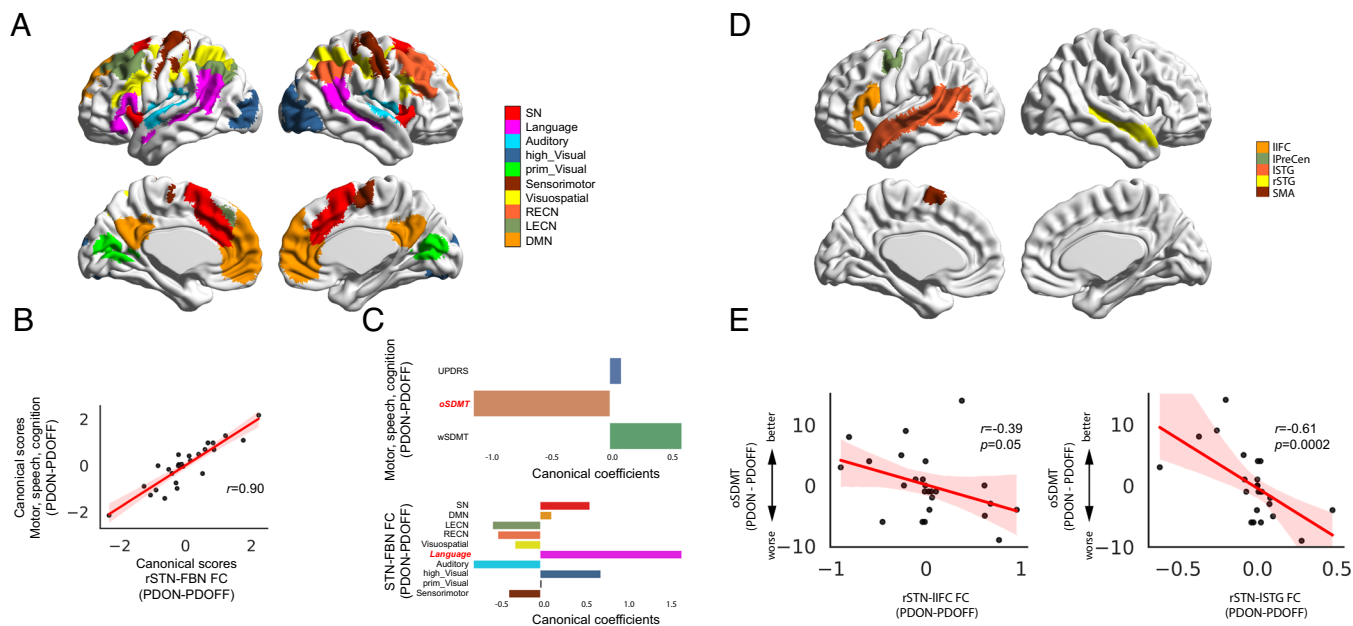 A
SN
Language
Auditory
high_Visual
prim_Visual
Sensorimotor
Visuospatial
RECN
LECN
DMN
B
Canonical scores
Motor, speech, cognition
(PDON-PDOFF)
2
0
−2
r=0.90
−2
0
2
Canonical scores
rSTN-FBN FC
(PDON-PDOFF)
C
Motor, speech, cognition
(PDON-PDOFF)
UPDRS
oSDMT
wSDMT
-1.0
-0.5
0.0
0.5
Canonical coefficients
STN-FBN FC
(PDON-PDOFF)
SN
DMN
LECN
RECN
Visuospatial
Language
Auditory
high_Visual
prim_Visual
Sensorimotor
-0.5
0.0
0.5
1.0
1.5
Canonical coefficients
D
lIFC
lPreCen
lSTG
rSTG
SMA
E
oSDMT
(PDON - PDOFF)
worse
better
10
5
0
−5
−10
r=-0.39
p=0.05
−1
0
1
rSTN-lIFC FC
(PDON-PDOFF)
oSDMT
(PDON - PDOFF)
worse
better
10
5
0
−5
−10
r=-0.61
p=0.0002
−0.5
0.0
0.5
rSTN-lSTG FC
(PDON-PDOFF)